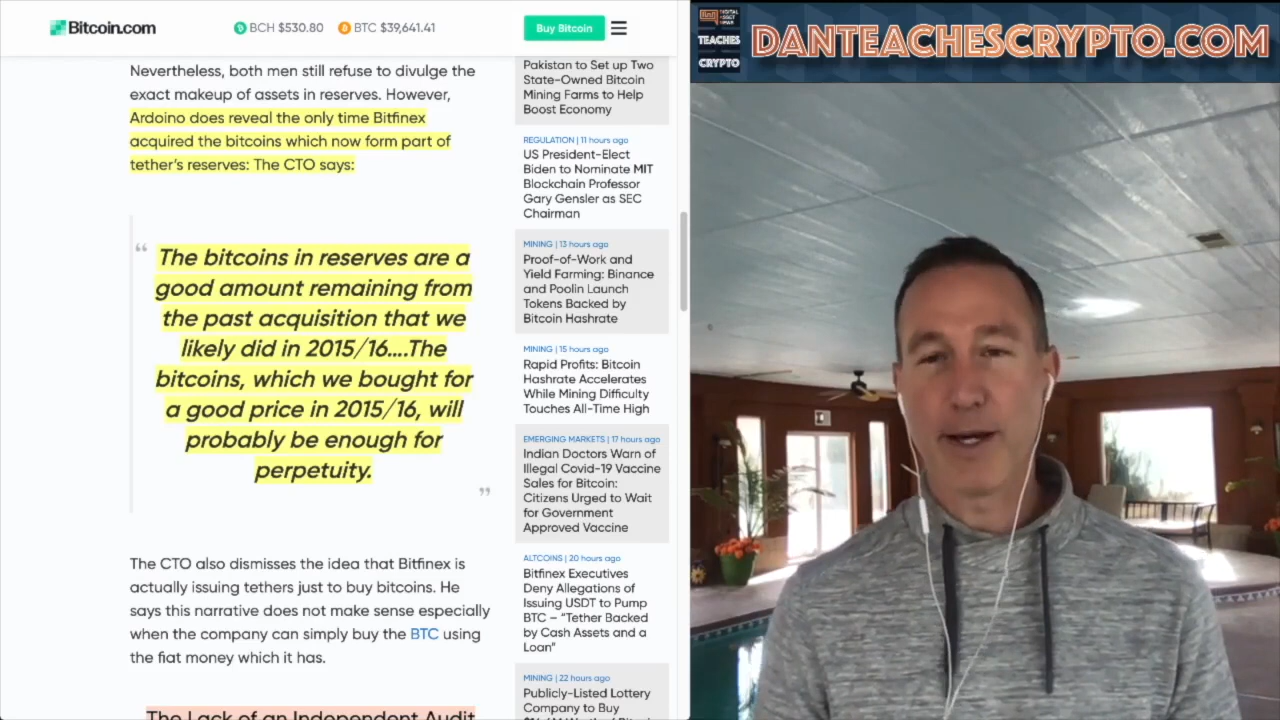 Bitcoin.com
BCH $530.80
BTC $39,641.41
Buy Bitcoin
Nevertheless, both men still refuse to divulge the
exact makeup of assets in reserves. However,
Ardoino does reveal the only time Bitfinex
acquired the bitcoins which now form part of
tether's reserves: The CTO says:
“
The bitcoins in reserves are a
good amount remaining from
the past acquisition that we
likely did in 2015/16....The
bitcoins, which we bought for
a good price in 2015/16, will
probably be enough for
perpetuity.
”
The CTO also dismisses the idea that Bitfinex is
actually issuing tethers just to buy bitcoins. He
says this narrative does not make sense especially
when the company can simply buy the BTC using
the fiat money which it has.
The Lack of an Independent Audit
Pakistan to Set up Two
State-Owned Bitcoin
Mining Farms to Help
Boost Economy
REGULATION | 11 hours ago
US President-Elect
Biden to Nominate MIT
Blockchain Professor
Gary Gensler as SEC
Chairman
MINING | 13 hours ago
Proof-of-Work and
Yield Farming: Binance
and Poolin Launch
Tokens Backed by
Bitcoin Hashrate
MINING | 15 hours ago
Rapid Profits: Bitcoin
Hashrate Accelerates
While Mining Difficulty
Touches All-Time High
EMERGING MARKETS | 17 hours ago
Indian Doctors Warn of
Illegal Covid-19 Vaccine
Sales for Bitcoin:
Citizens Urged to Wait
for Government
Approved Vaccine
ALTCOINS | 20 hours ago
Bitfinex Executives
Deny Allegations of
Issuing USDT to Pump
BTC – “Tether Backed
by Cash Assets and a
Loan”
MINING | 22 hours ago
Publicly-Listed Lottery
Company to Buy
TEACHES
CRYPTO
DANTEACHESCRYPTO.COM